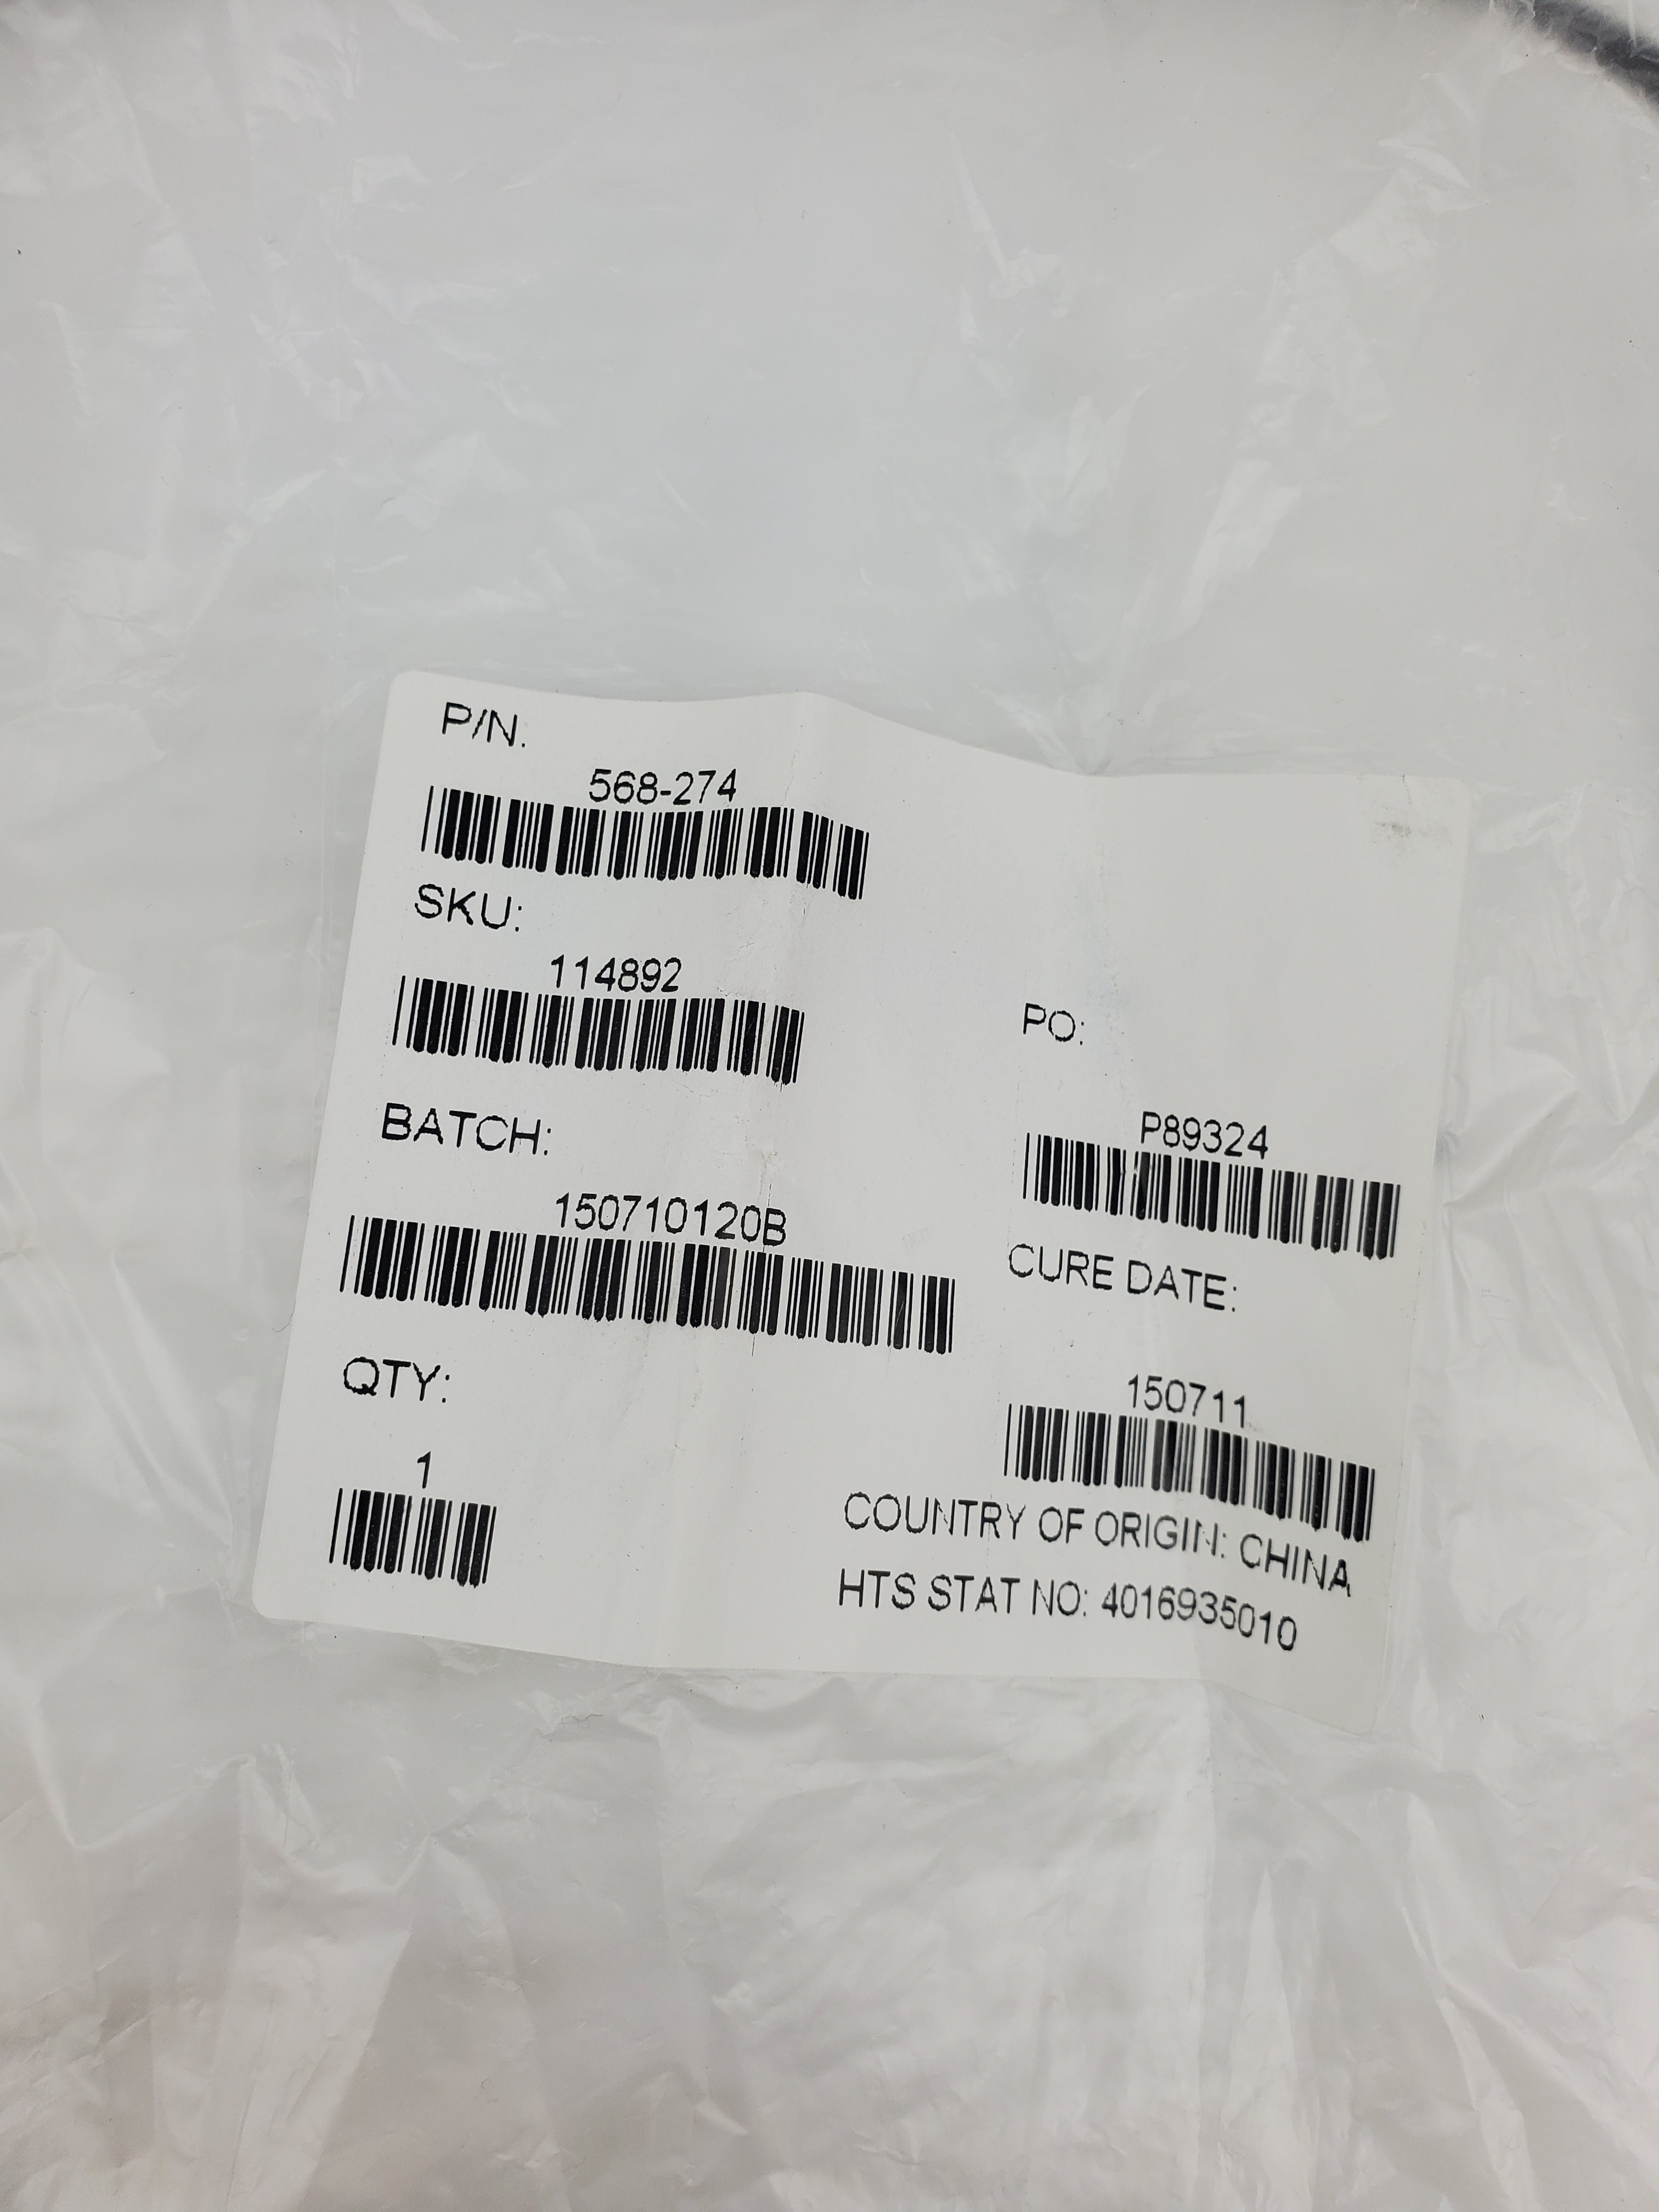 P/N:
568-274
SKU:
114892
BATCH:
150710120B
QTY:
1
PO:
P89324
CURE DATE:
150711
COUNTRY OF ORIGIN: CHINA
HTS STAT NO: 4016935010